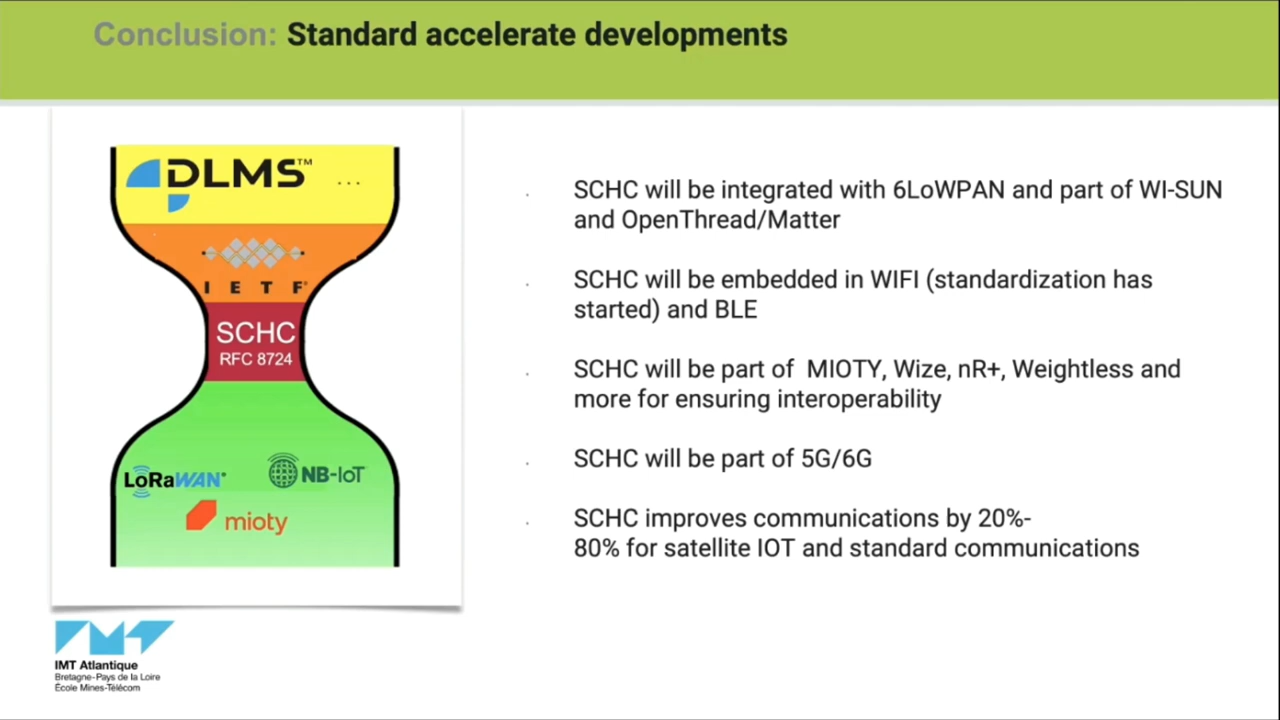 Conclusion: Standard accelerate developments
DLMS™ ...
IETF®
SCHC
RFC 8724
LoRaWAN®
NB-IoT
mioty
SCHC will be integrated with 6LoWPAN and part of WI-SUN
and OpenThread/Matter
SCHC will be embedded in WIFI (standardization has
started) and BLE
SCHC will be part of MIOTY, Wize, nR+, Weightless and
more for ensuring interoperability
SCHC will be part of 5G/6G
SCHC improves communications by 20%-
80% for satellite IOT and standard communications
IMT Atlantique
Bretagne-Pays de la Loire
École Mines-Télécom